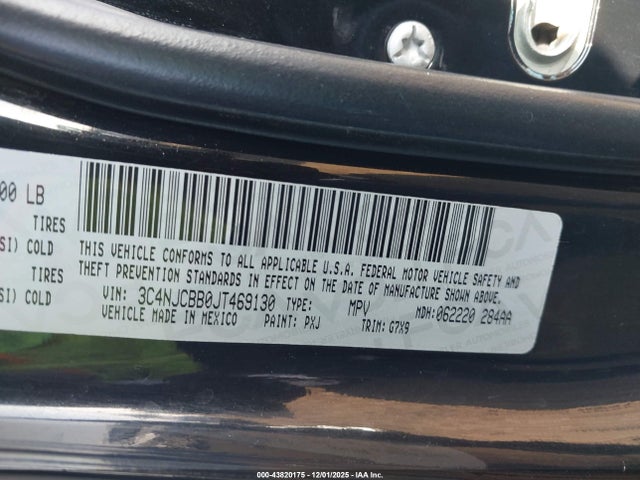 00 LB
TIRES
SI) COLD
TIRES
SI) COLD
THIS VEHICLE CONFORMS TO ALL APPLICABLE U.S.A. FEDERAL MOTOR VEHICLE SAFETY AND
THEFT PREVENTION STANDARDS IN EFFECT ON THE DATE OF MANUFACTURE SHOWN ABOVE.
VIN: 3C4NJCBB0JT469130 TYPE: MPV MDH:062220 284AA
VEHICLE MADE IN MEXICO PAINT: PXJ TRIM: G7X9
000-43820175 - 12/01/2025 - IAA Inc.